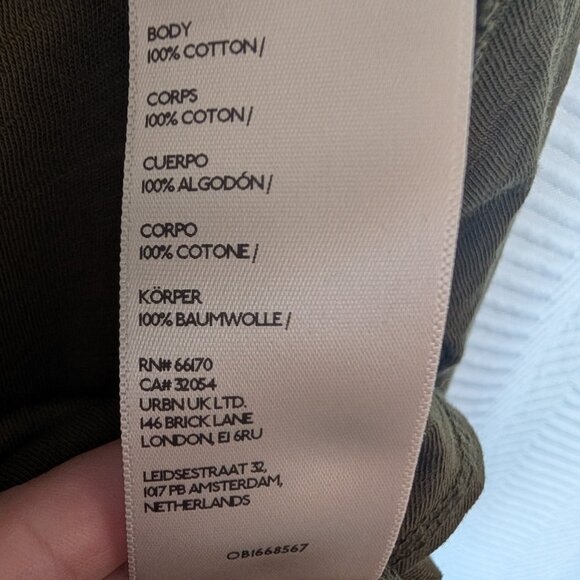 BODY
100% COTTON/
CORPS
100% COTON/
CUERPO
100% ALGODÓN/
CORPO
100% COTONE/
KÖRPER
100% BAUMWOLLE/
RN# 66170
CA# 32054
URBN UK LTD.
146 BRICK LANE
LONDON, E1 6RU
LEIDSESTRAAT 32,
1017 PB AMSTERDAM,
NETHERLANDS
OB1668567